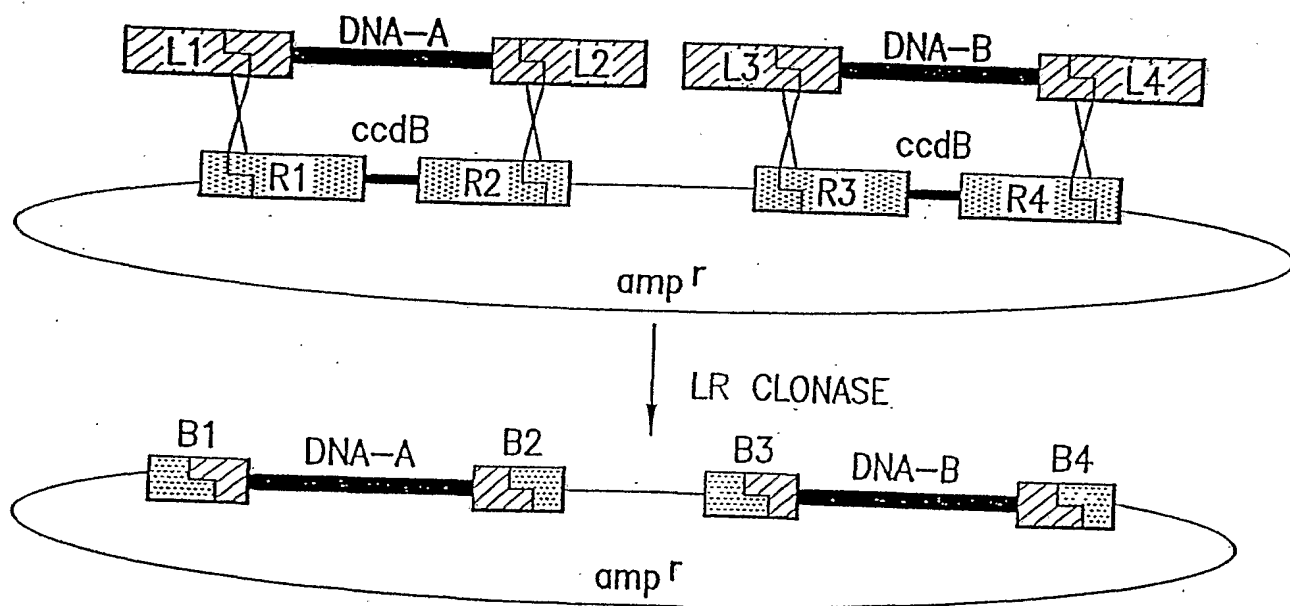 L1 DNA-A L2 L3 DNA-B L4
ccdB ccdB
R1 R2 R3 R4
amp r
LR CLONASE
B1 DNA-A B2 B3 DNA-B B4
amp r